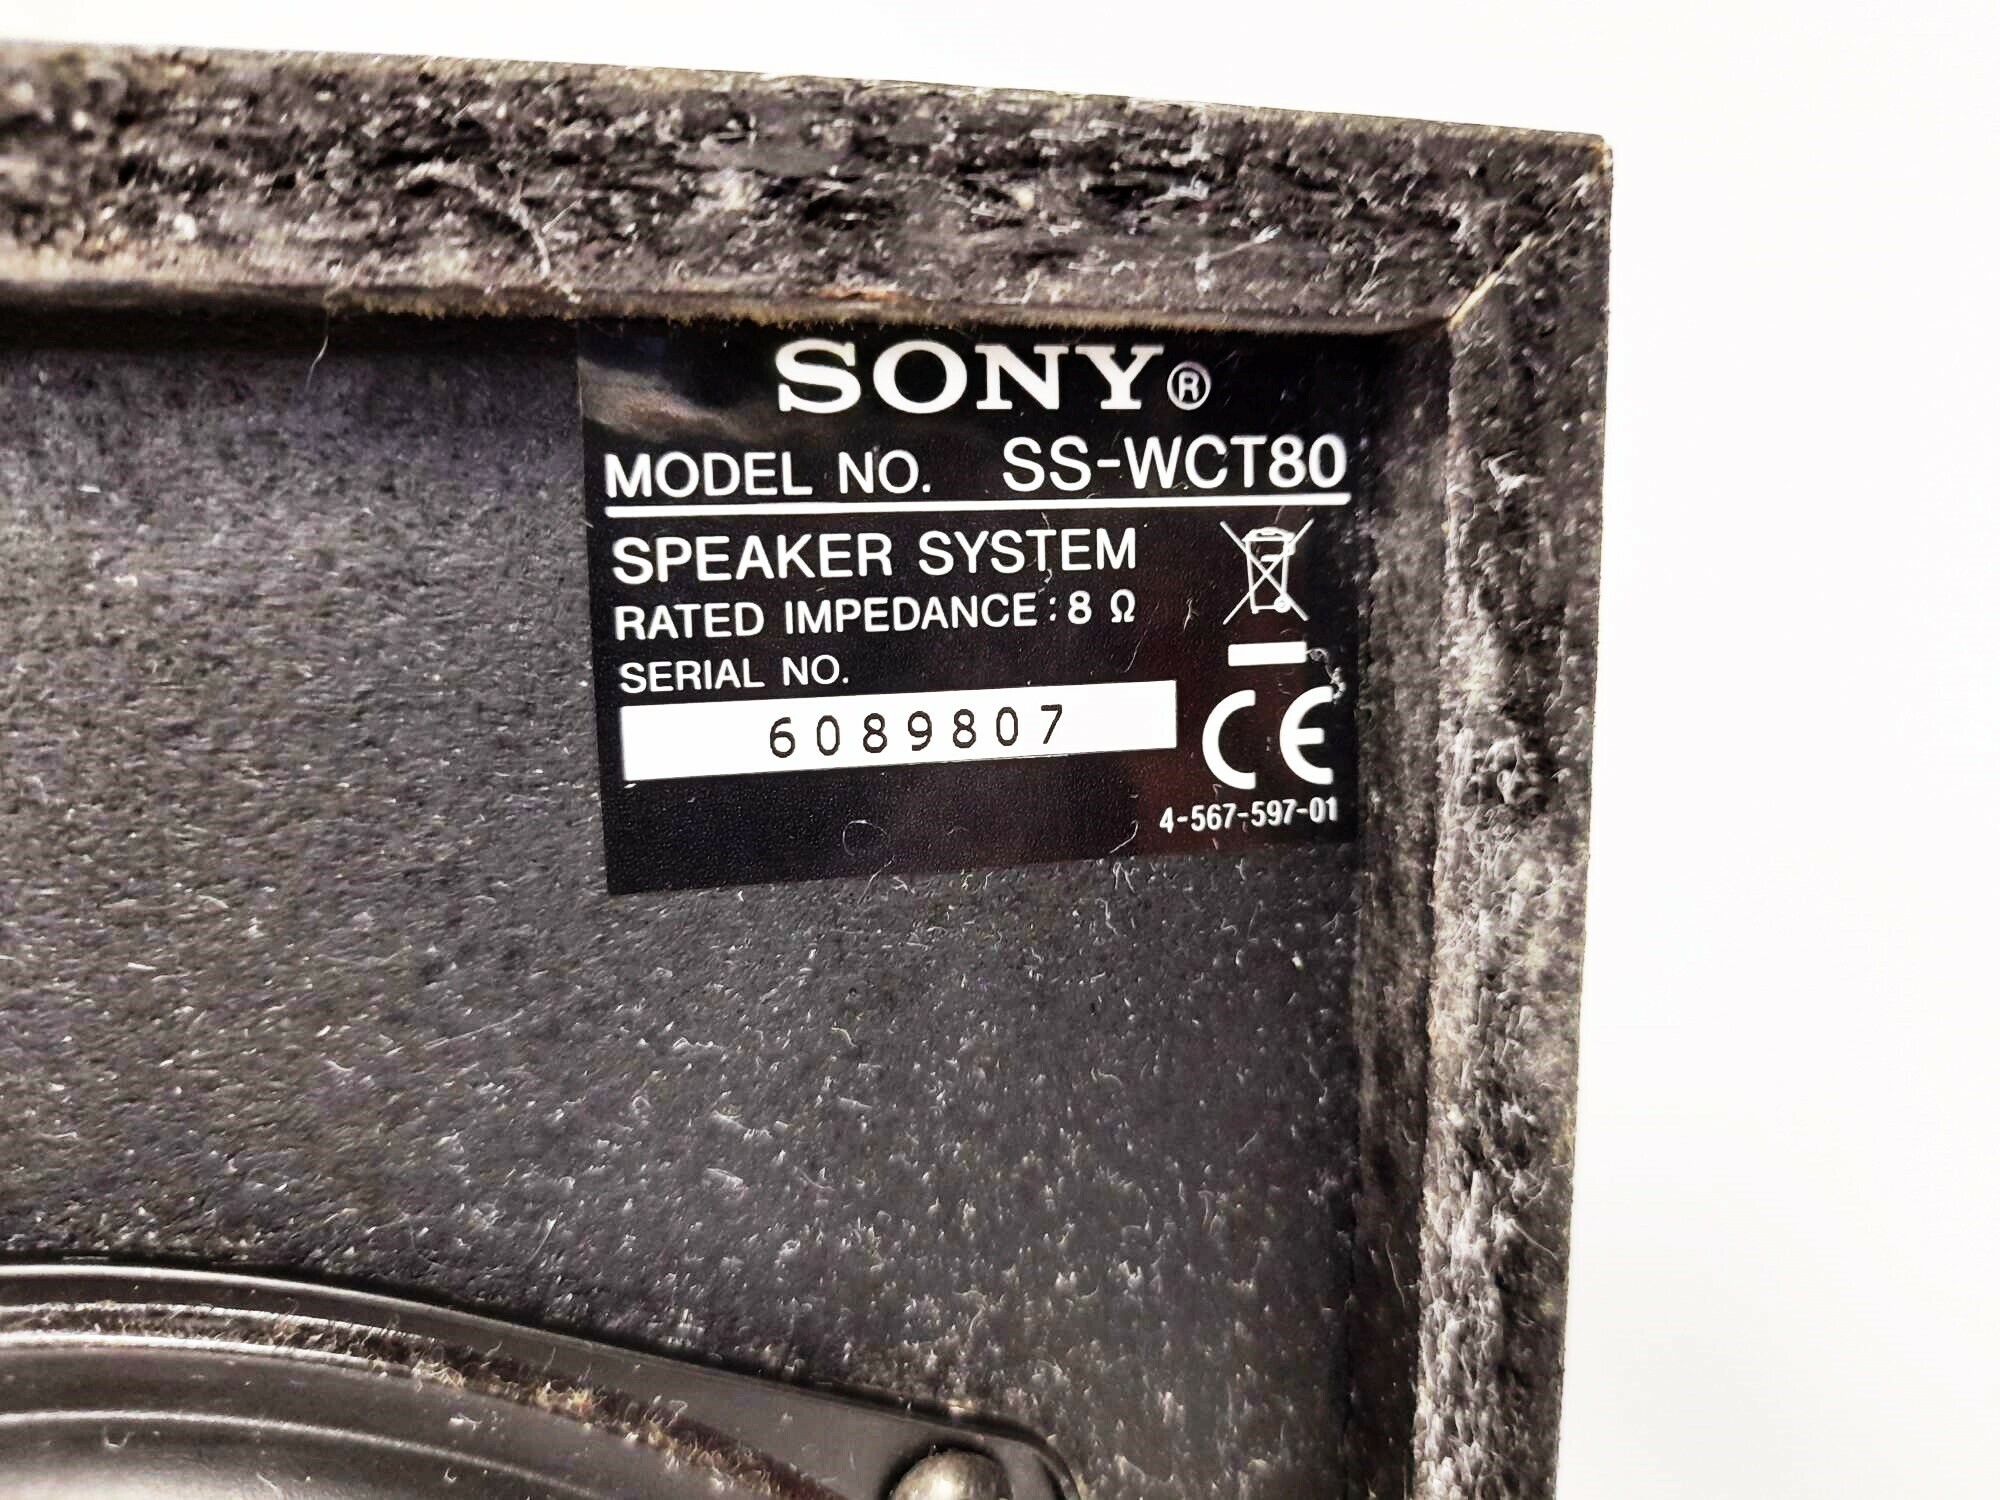 SONY®
MODEL NO. SS-WCT80
SPEAKER SYSTEM
RATED IMPEDANCE : 8 Ω
SERIAL NO.
6089807
CE
4-567-597-01